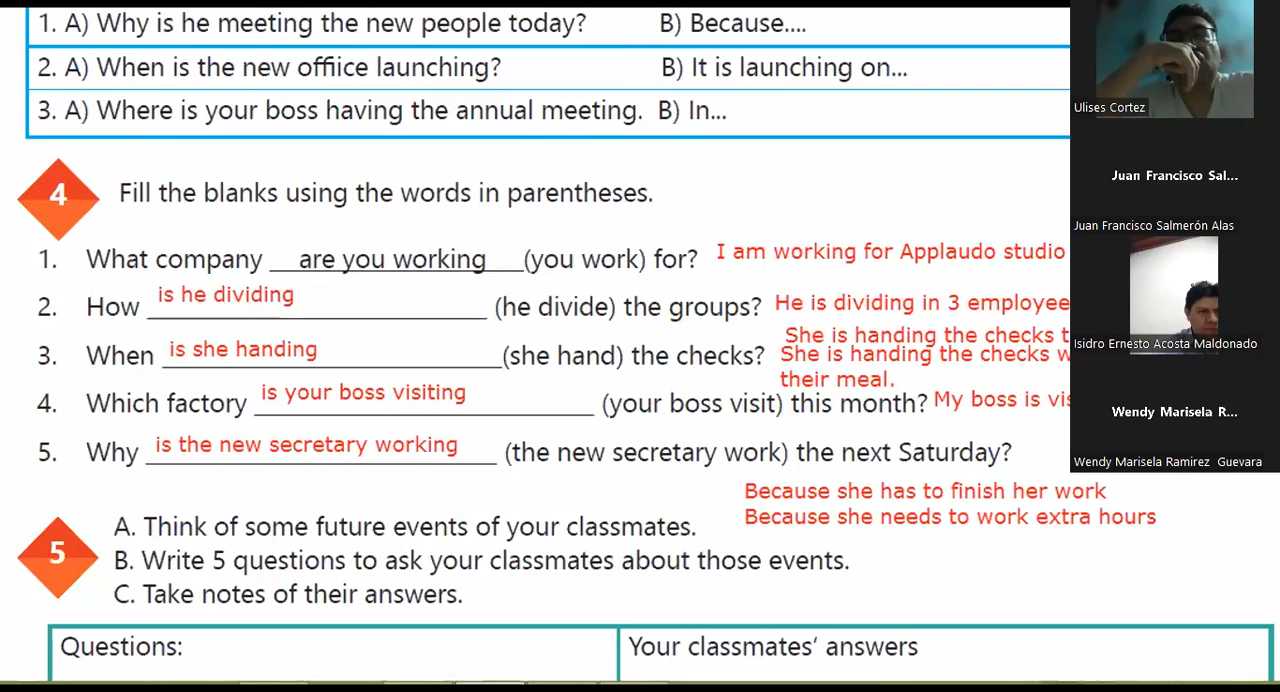 1. A) Why is he meeting the new people today? B) Because....
2. A) When is the new office launching? B) It is launching on...
3. A) Where is your boss having the annual meeting. B) In...
Ulises Cortez
Juan Francisco Sal...
Juan Francisco Salmerón Alas
Isidro Ernesto Acosta Maldonado
Wendy Marisela R...
Wendy Marisela Ramirez Guevara
4 Fill the blanks using the words in parentheses.
1. What company are you working (you work) for? I am working for Applaudo studio
2. How is he dividing (he divide) the groups? He is dividing in 3 employee
She is handing the checks t
3. When is she handing (she hand) the checks? She is handing the checks w
their meal.
4. Which factory is your boss visiting (your boss visit) this month? My boss is vis
5. Why is the new secretary working (the new secretary work) the next Saturday?
Because she has to finish her work
Because she needs to work extra hours
5 A. Think of some future events of your classmates.
B. Write 5 questions to ask your classmates about those events.
C. Take notes of their answers.
Questions: Your classmates‘ answers